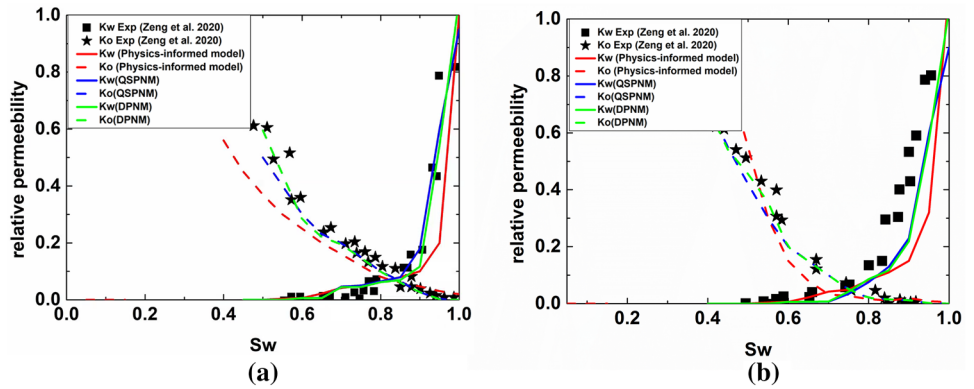 (a)
1.0
0.8
0.6
0.4
0.2
0.0
relative permeebility
Kw Exp (Zeng et al. 2020)
Ko Exp (Zeng et al. 2020)
Kw (Physics-informed model)
Ko (Physics-informed model)
Kw(QSPNM)
Ko(QSPNM)
Kw(DPNM)
Ko(DPNM)
0.2 0.4 0.6 0.8 1.0
Sw
(a)
(b)
1.0
0.8
0.6
0.4
0.2
0.0
relative permeebility
Kw Exp (Zeng et al. 2020)
Ko Exp (Zeng et al. 2020)
Kw (Physics-informed model)
Ko (Physics-informed model)
Kw(QSPNM)
Ko(QSPNM)
Kw(DPNM)
Ko(DPNM)
0.2 0.4 0.6 0.8 1.0
Sw
(b)